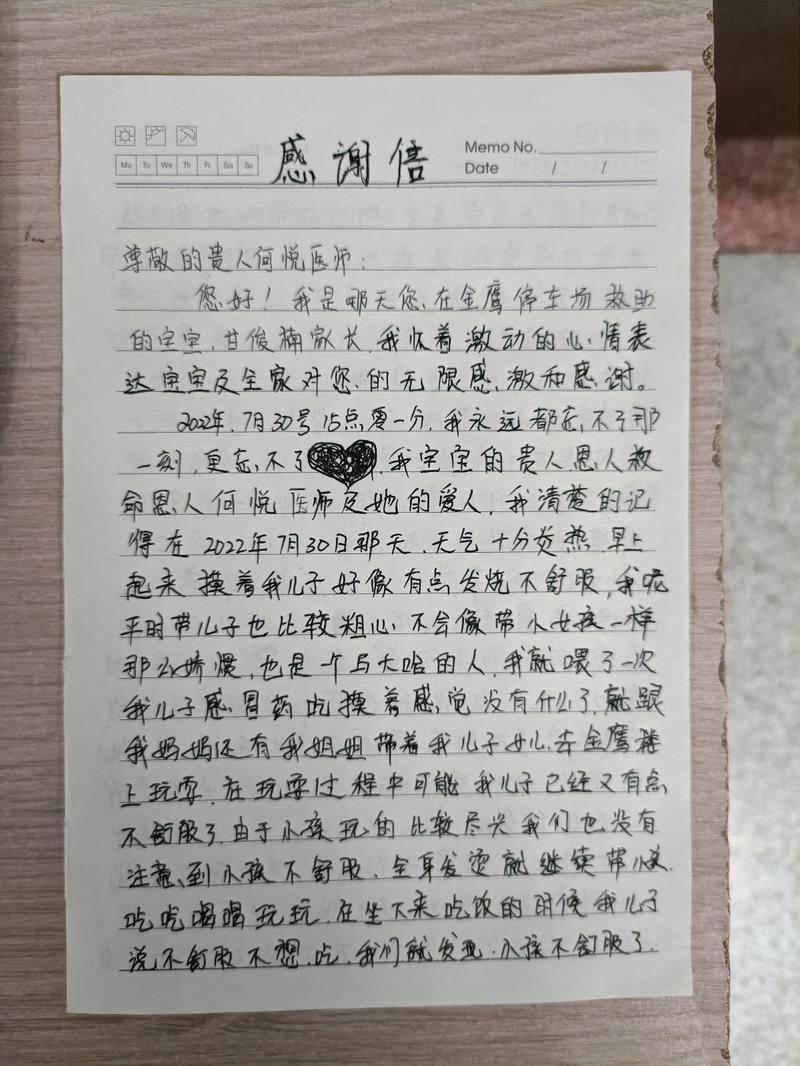 感谢信
Memo No.
Date / /
Mo Tu We Th Fr Sa Su
尊敬的贵人何悦医师:
您好!我是那天您在金鹰停车场救助
的宝宝,甘俊楠家长,我怀着激动的心情表
达宝宝及全家对您的无限感激和感谢。
2022年.7月30号15点零一分,我永远都忘不了那
一刻,更忘不了,我宝宝的贵人恩人救
命恩人何悦医师及她的爱人,我清楚的记
得在2022年7月30日那天.天气十分炎热.早上
起来摸着我儿子好像有点发烧不舒服,我呢
平时带儿子也比较粗心不会像带小女孩一样
那么娇惯,也是一个马大哈的人,我就喂了一次
我儿子感冒药吃摸着感觉没有什么了,就跟
我妈妈还有我姐姐带着我儿子女儿去金鹰楼
上玩耍.在玩耍过程中可能我儿子已经又有点
不舒服了.由于小孩玩的比较尽兴我们也没有
注意到小孩不舒服.全身发烫就继续带小孩
吃吃喝喝玩玩.在坐下来吃饭的时候我儿子
说不舒服不想吃.我们就发现.小孩不舒服了.